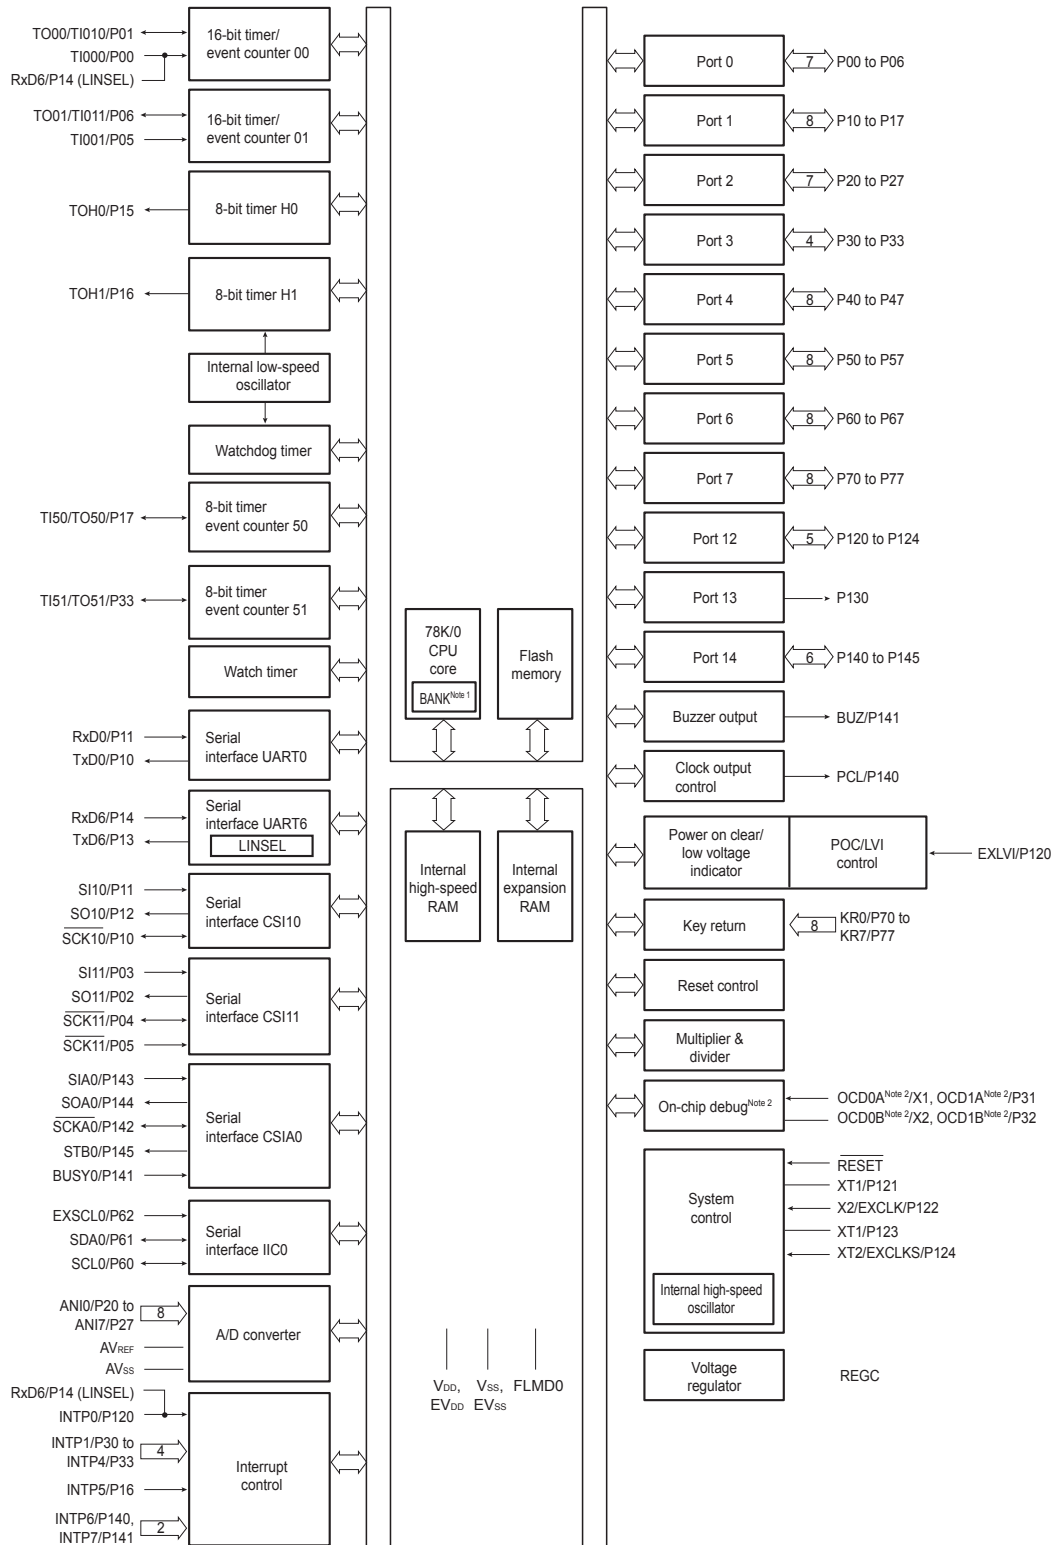 TO00/TI010/P01
TI000/P00
RxD6/P14 (LINSEL)
16-bit timer/
event counter 00
TO01/TI011/P06
TI001/P05
16-bit timer/
event counter 01
TOH0/P15
8-bit timer H0
TOH1/P16
8-bit timer H1
Internal low-speed
oscillator
Watchdog timer
TI50/TO50/P17
8-bit timer
event counter 50
TI51/TO51/P33
8-bit timer
event counter 51
Watch timer
RxD0/P11
TxD0/P10
Serial
interface UART0
RxD6/P14
TxD6/P13
Serial
interface UART6
LINSEL
SI10/P11
SO10/P12
SCK10/P10
Serial
interface CSI10
SI11/P03
SO11/P02
SCK11/P04
SCK11/P05
Serial
interface CSI11
SIA0/P143
SOA0/P144
SCKA0/P142
STB0/P145
BUSY0/P141
Serial
interface CSIA0
EXSCL0/P62
SDA0/P61
SCL0/P60
Serial
interface IIC0
ANI0/P20 to
ANI7/P27
8
AVREF
AVSS
A/D converter
RxD6/P14 (LINSEL)
INTP0/P120
INTP1/P30 to
INTP4/P33
4
INTP5/P16
INTP6/P140,
INTP7/P141
2
Interrupt
control
78K/0
CPU
core
BANKNote 1
Flash
memory
Internal
high-speed
RAM
Internal
expansion
RAM
VDD,
EVDD
VSS,
EVSS
FLMD0
Port 0
7
P00 to P06
Port 1
8
P10 to P17
Port 2
7
P20 to P27
Port 3
4
P30 to P33
Port 4
8
P40 to P47
Port 5
8
P50 to P57
Port 6
8
P60 to P67
Port 7
8
P70 to P77
Port 12
5
P120 to P124
Port 13
P130
Port 14
6
P140 to P145
Buzzer output
BUZ/P141
Clock output
control
PCL/P140
Power on clear/
low voltage
indicator
POC/LVI
control
EXLVI/P120
Key return
8
KR0/P70 to
KR7/P77
Reset control
Multiplier &
divider
On-chip debugNote 2
OCD0ANote 2/X1, OCD1ANote 2/P31
OCD0BNote 2/X2, OCD1BNote 2/P32
System
control
RESET
XT1/P121
X2/EXCLK/P122
XT1/P123
XT2/EXCLKS/P124
Internal high-speed
oscillator
Voltage
regulator
REGC